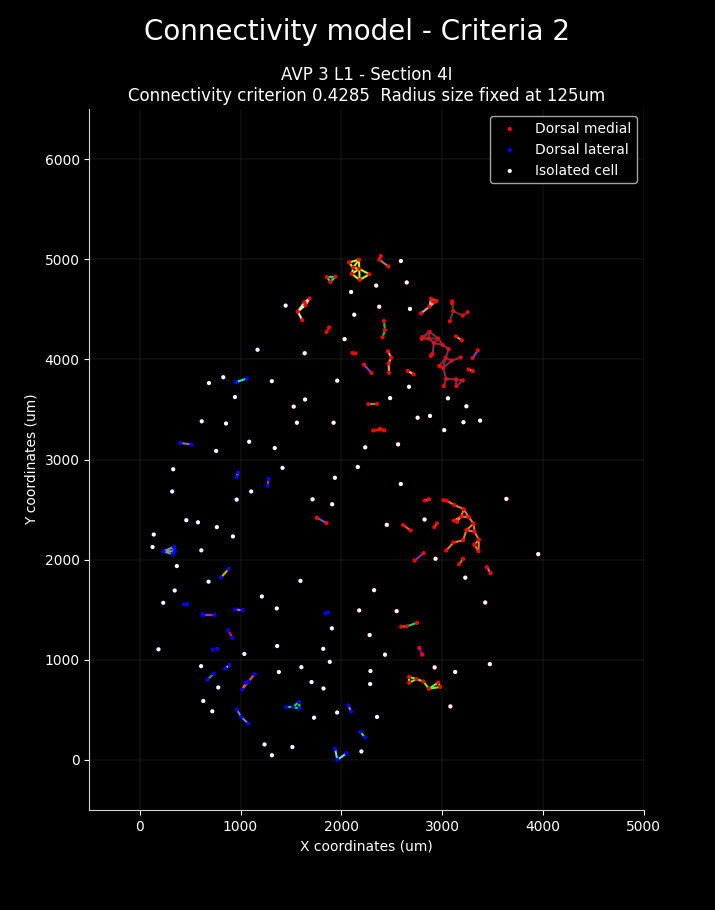 Connectivity model - Criteria 2
AVP 3 L1 - Section 4I
Connectivity criterion 0.4285  Radius size fixed at 125um
Dorsal medial
Dorsal lateral
Isolated cell
Y coordinates (um)
6000
5000
4000
3000
2000
1000
0
0 1000 2000 3000 4000 5000
X coordinates (um)